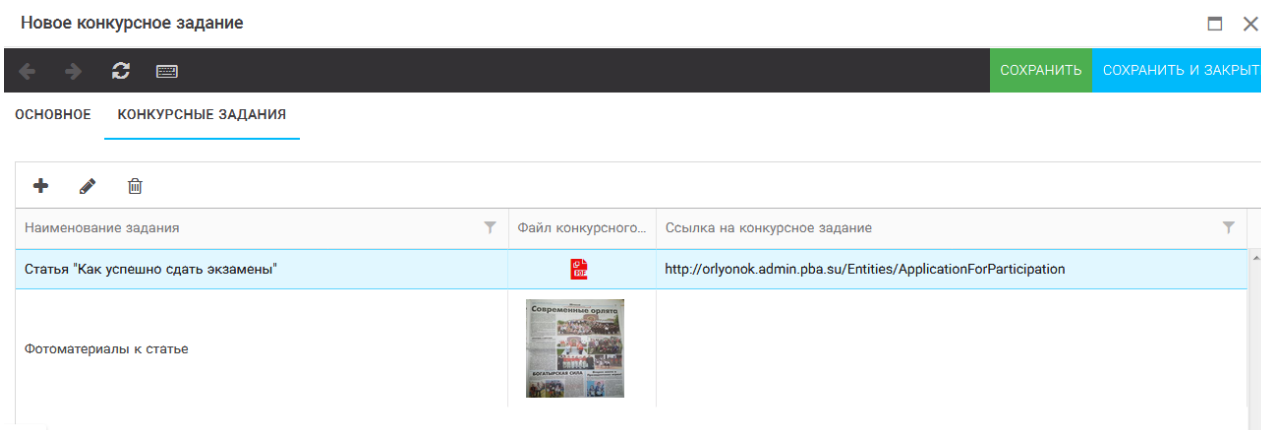 Новое конкурсное задание
СОХРАНИТЬ СОХРАНИТЬ И ЗАКРЫТ
ОСНОВНОЕ КОНКУРСНЫЕ ЗАДАНИЯ
Наименование задания Файл конкурсного... Ссылка на конкурсное задание
Статья "Как успешно сдать экзамены" PDF http://orlyonok.admin.pba.su/Entities/ApplicationForParticipation
Современные орлята
Фотоматериалы к статье
БОГАТЫРСКАЯ СИЛА